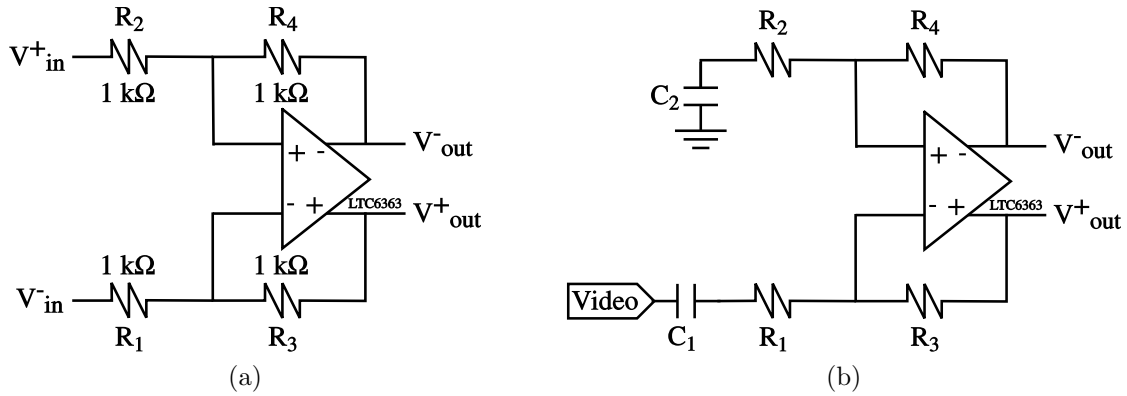 R2
V+in
1 kΩ
R4
1 kΩ
+ -
V-out
- +
LTC6363
V+out
1 kΩ
1 kΩ
V-in
R1
R3
(a)
R2
R4
C2
+ -
V-out
- +
LTC6363
V+out
Video
C1
R1
R3
(b)